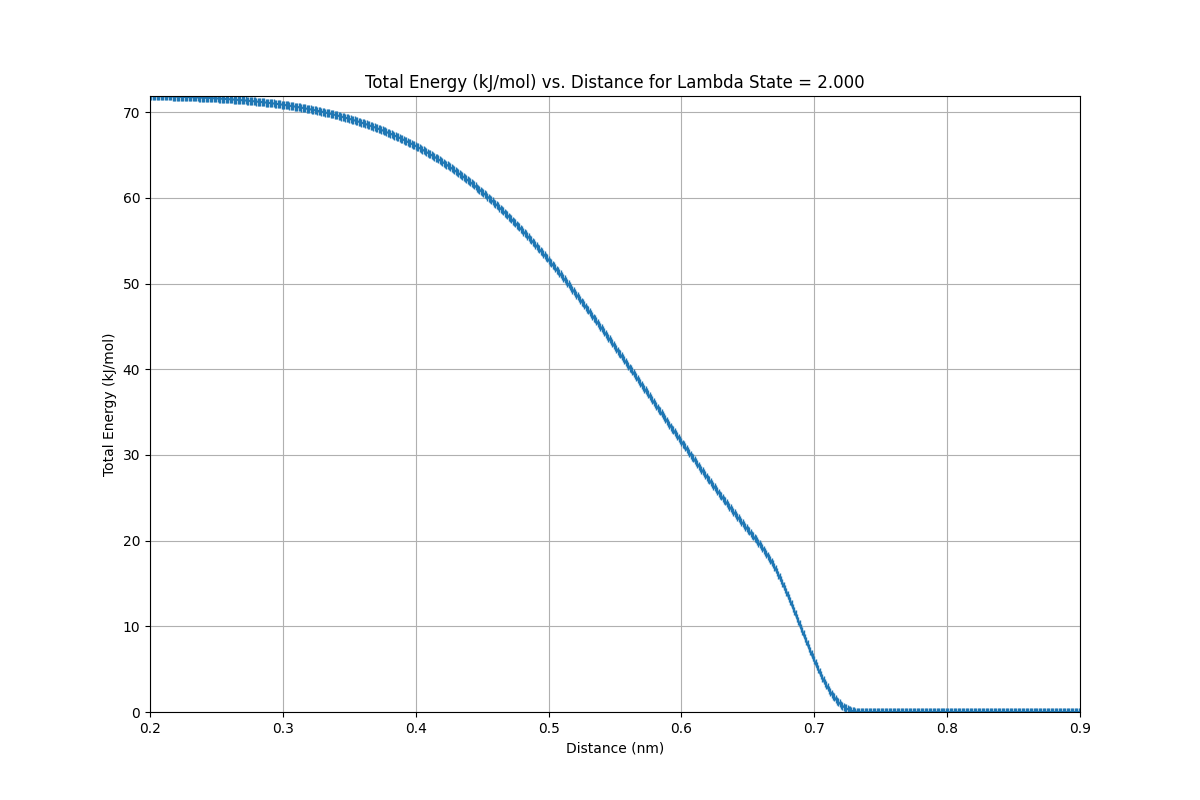 Total Energy (kJ/mol) vs. Distance for Lambda State = 2.000
Total Energy (kJ/mol)
70
60
50
40
30
20
10
0
0.2 0.3 0.4 0.5 0.6 0.7 0.8 0.9
Distance (nm)